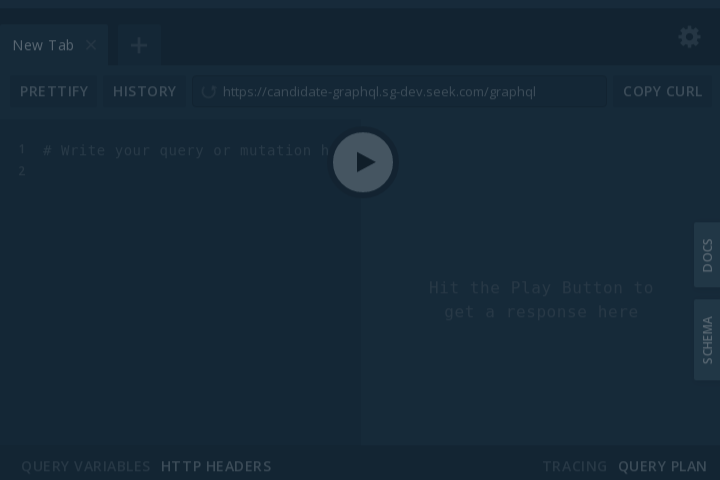 New Tab
PRETTIFY HISTORY https://candidate-graphql.sg-dev.seek.com/graphql COPY CURL
1 # Write your query or mutation h
2
DOCS
Hit the Play Button to
get a response here
SCHEMA
QUERY VARIABLES HTTP HEADERS TRACING QUERY PLAN